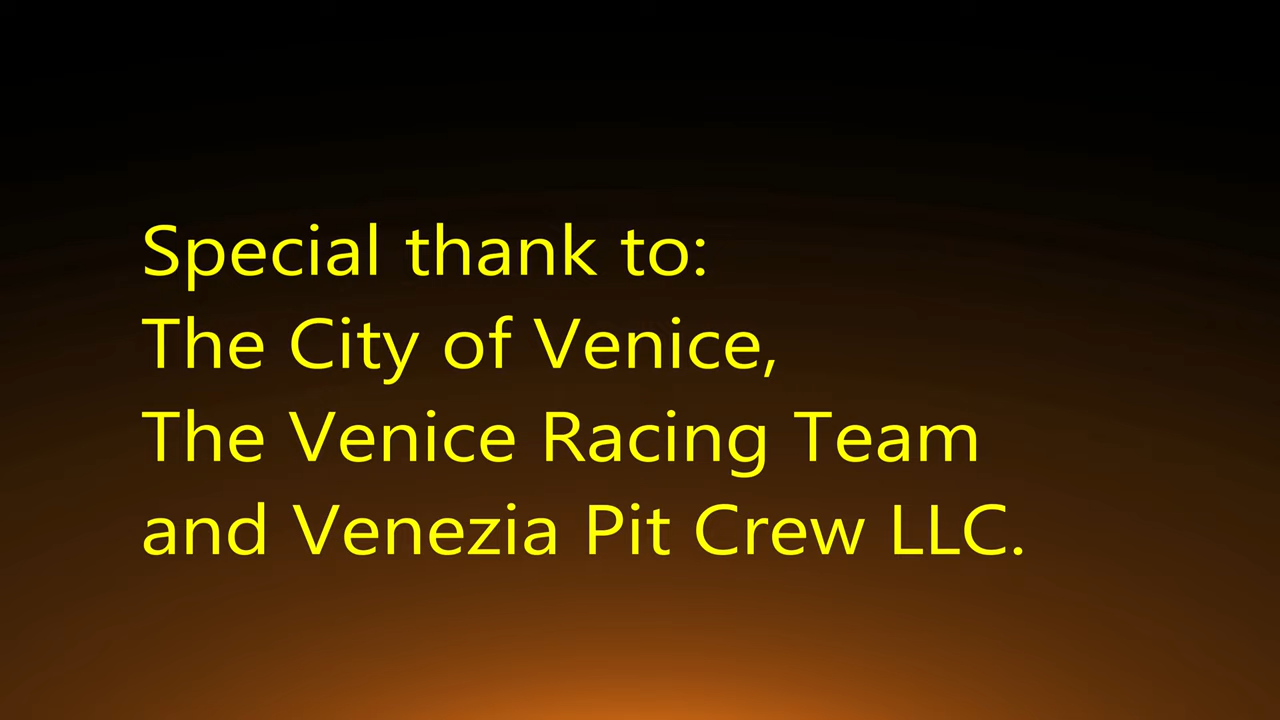 Special thank to:
The City of Venice,
The Venice Racing Team
and Venezia Pit Crew LLC.